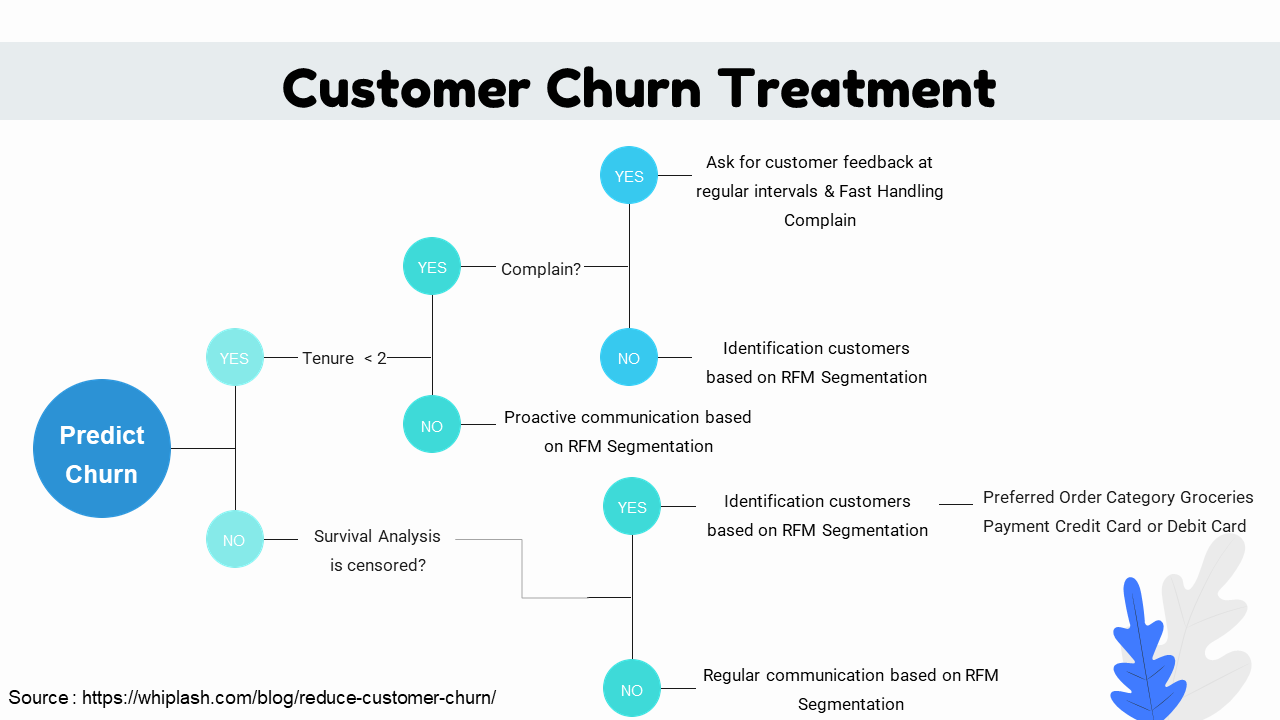 Customer Churn Treatment
YES
Ask for customer feedback at
regular intervals & Fast Handling
Complain
YES
Complain?
NO
Identification customers
based on RFM Segmentation
YES
Tenure < 2
NO
Proactive communication based
on RFM Segmentation
Predict
Churn
NO
Survival Analysis
is censored?
YES
Identification customers
based on RFM Segmentation
Preferred Order Category Groceries
Payment Credit Card or Debit Card
NO
Regular communication based on RFM
Segmentation
Source : https://whiplash.com/blog/reduce-customer-churn/